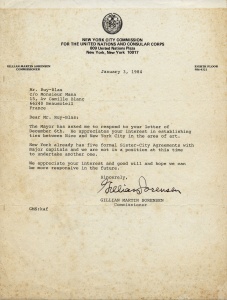 NEW YORK CITY COMMISSION
FOR THE UNITED NATIONS AND CONSULAR CORPS
809 United Nations Plaza
New York, New York 10017
GILLIAN MARTIN SORENSEN
COMMISSIONER
January 3, 1984
Mr. Ruy-Blas
c/o Monsieur
10, Av Camille Blanc
France
Dear Mr. Ruy-Blas:
The Mayor has asked me to respond to your letter of
December 6th. We appreciate your interest in establishing
ties between Nice and New York City in the area of art.
New York already has five formal Sister-City Agreements with
major capitals and we are not in a position at this time
to undertake another one.
We appreciate your interest and good will and hope we can
be more responsive in the future.
Sincerely,
Gillian Sorensen
GILLIAN MARTIN SORENSEN
Commissioner
GMS:baf